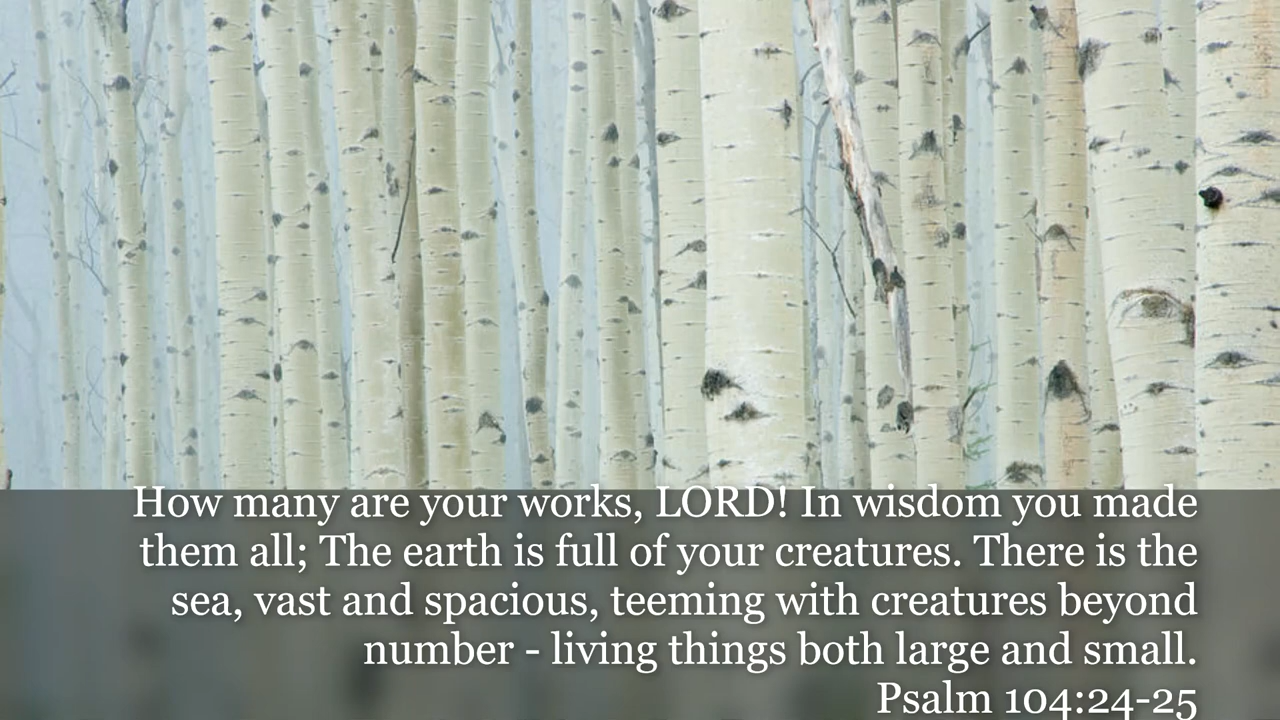 How many are your works, LORD! In wisdom you made
them all; The earth is full of your creatures. There is the
sea, vast and spacious, teeming with creatures beyond
number - living things both large and small.
Psalm 104:24-25